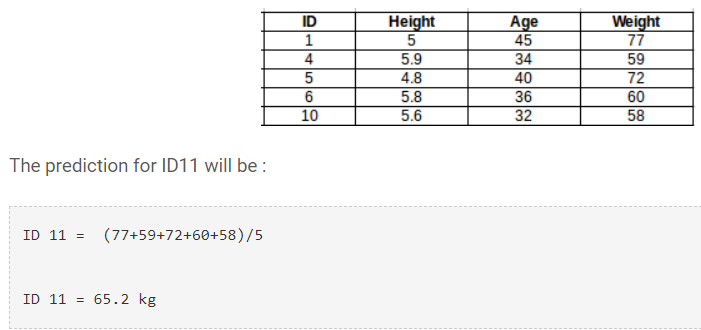 ID Height Age Weight
1 5 45 77
4 5.9 34 59
5 4.8 40 72
6 5.8 36 60
10 5.6 32 58
The prediction for ID11 will be :
ID 11 =  (77+59+72+60+58)/5
ID 11 = 65.2 kg